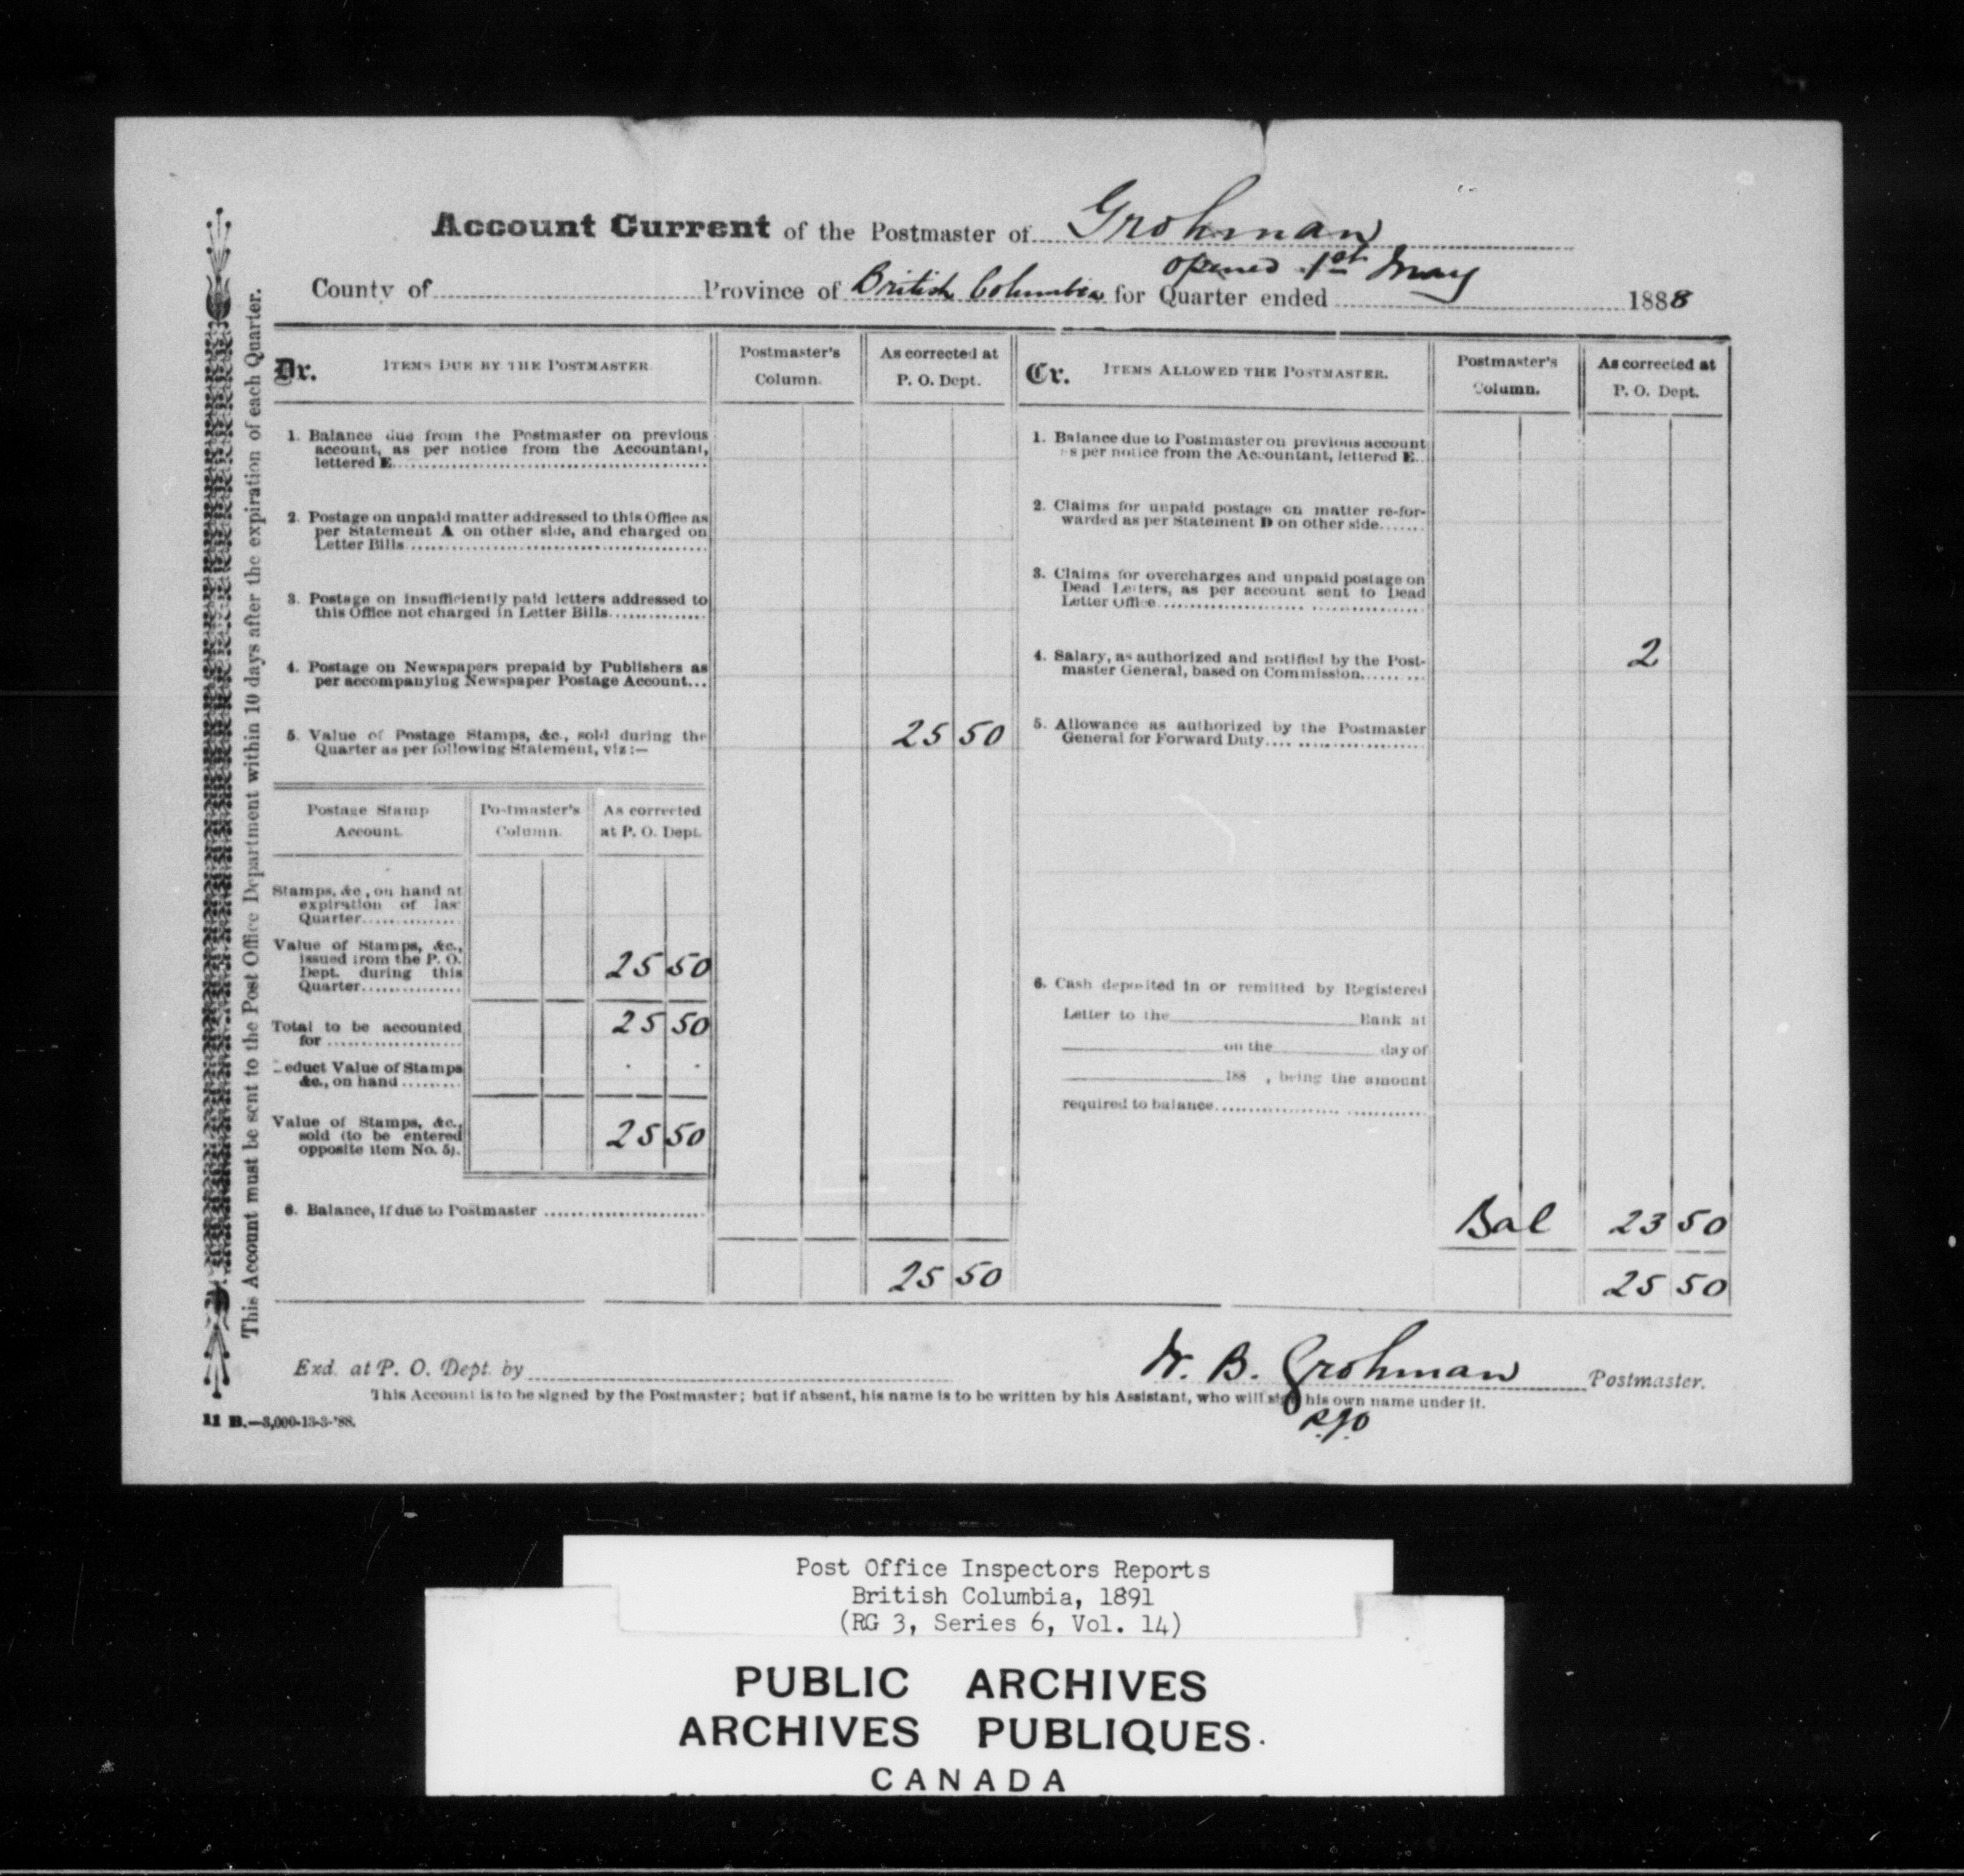 Account Current of the Postmaster of Grohman
opened 1st May
County of Province of British Columbia for Quarter ended 1888
This Account must be sent to the Post Office Department within 10 days after the expiration of each Quarter.
Dr. ITEMS DUE BY THE POSTMASTER
Postmaster's Column.
As corrected at P. O. Dept.
1. Balance due from the Postmaster on previous
account, as per notice from the Accountant,
lettered E
2. Postage on unpaid matter addressed to this Office as
per Statement A on other side, and charged on
Letter Bills
3. Postage on insufficiently paid letters addressed to
this Office not charged in Letter Bills
4. Postage on Newspapers prepaid by Publishers as
per accompanying Newspaper Postage Account...
5. Value of Postage Stamps, &c., sold during the 25 50
Quarter as per following Statement, viz:—
Postage Stamp Account.
Postmaster's Column.
As corrected at P. O. Dept.
Stamps, &c, on hand at
expiration of las
Quarter
Value of Stamps, &c.,
issued from the P. O. 25 50
Dept. during this
Quarter
Total to be accounted 25 50
for
educt Value of Stamps
&c., on hand
Value of Stamps, &c.,
sold (to be entered 25 50
opposite item No. 5).
6. Balance, if due to Postmaster
25 50
Cr. ITEMS ALLOWED THE POSTMASTER.
Postmaster's Column.
As corrected at P. O. Dept.
1. Balance due to Postmaster on previous account
s per notice from the Accountant, lettered E..
2. Claims for unpaid postage on matter re-for-
warded as per Statement D on other side
3. Claims for overcharges and unpaid postage on
Dead Letters, as per account sent to Dead
Letter Office
4. Salary, as authorized and notified by the Post- 2
master General, based on Commission
5. Allowance as authorized by the Postmaster
General for Forward Duty
6. Cash deposited in or remitted by Registered
Letter to the Bank at
on the day of
188 , being the amount
required to balance
Bal 23 50
25 50
Exd. at P. O. Dept. by W. B. Grohman Postmaster.
This Account is to be signed by the Postmaster; but if absent, his name is to be written by his Assistant, who will sign his own name under it.
11 B.—3,000-13-3-'88.
Post Office Inspectors Reports
British Columbia, 1891
(RG 3, Series 6, Vol. 14)
PUBLIC ARCHIVES
ARCHIVES PUBLIQUES.
CANADA